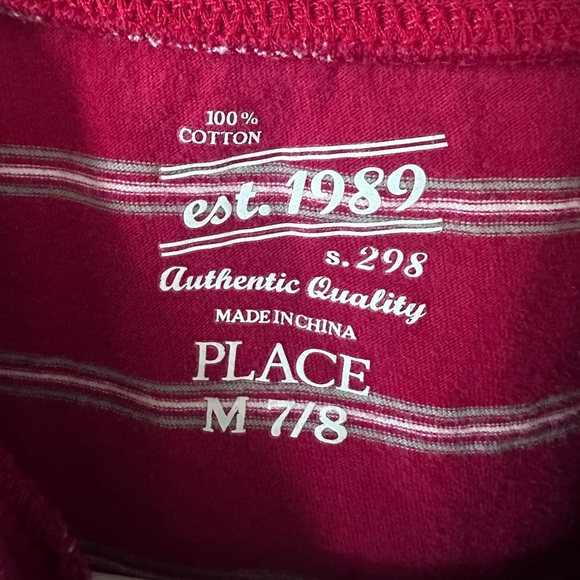 100%
COTTON
est. 1989
s. 298
Authentic Quality
MADE IN CHINA
PLACE
M 7/8